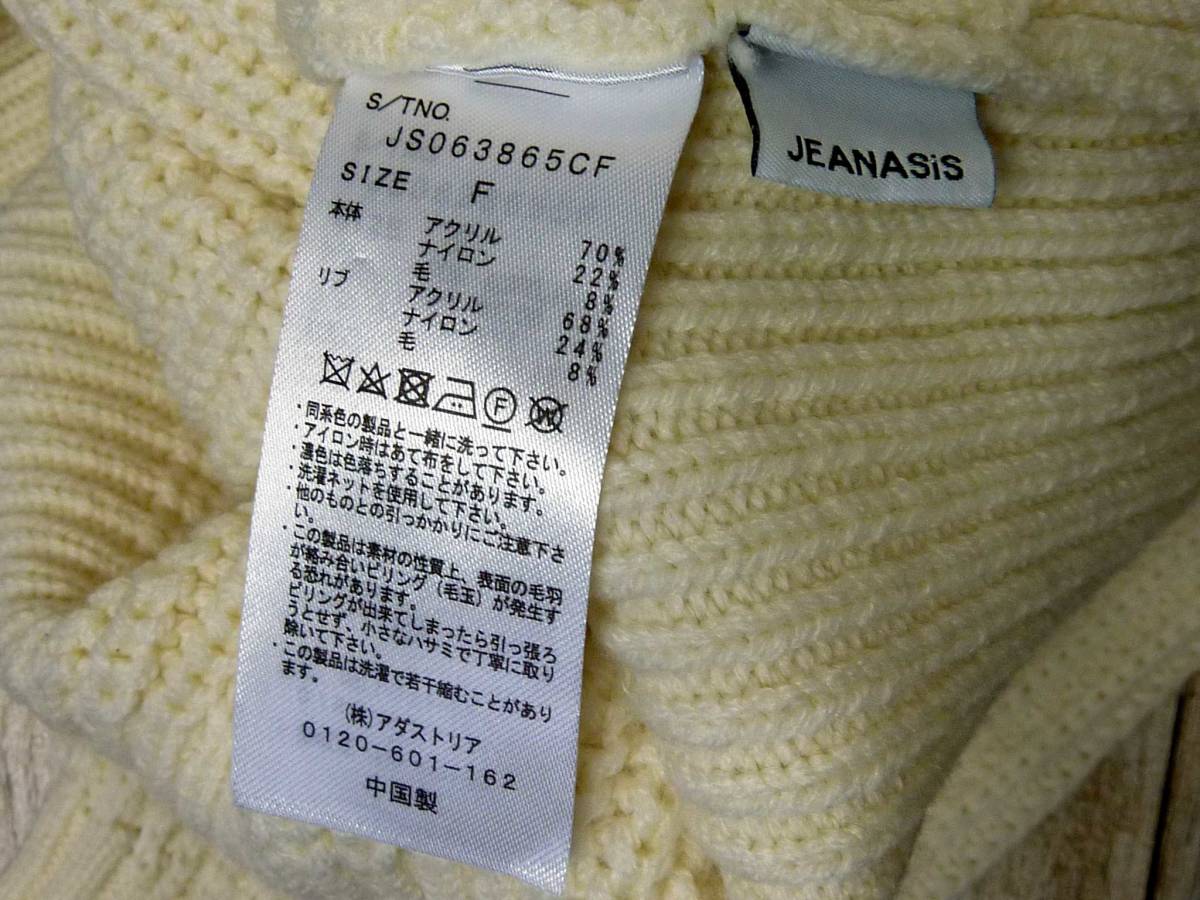 S/TNO.
JS063865CF
SIZE F
本体 アクリル 70%
ナイロン 22%
毛 8%
リブ アクリル 68%
ナイロン 24%
毛 8%
F W
・同系色の製品と一緒に洗って下さい。
・アイロン時はあて布をして下さい。
・濃色は色落ちすることがあります。
・洗濯ネットを使用して下さい。
・他のものとの引っかかりにご注意下さ
い。
・この製品は素材の性質上、表面の毛羽
が絡み合いピリング(毛玉)が発生す
る恐れがあります。
ピリングが出来てしまったら引っ張ろ
うとせず、小さなハサミで丁寧に取り
除いて下さい。
・この製品は洗濯で若干縮むことがあり
ます。
(株)アダストリア
0120-601-162
中国製
JEANASiS